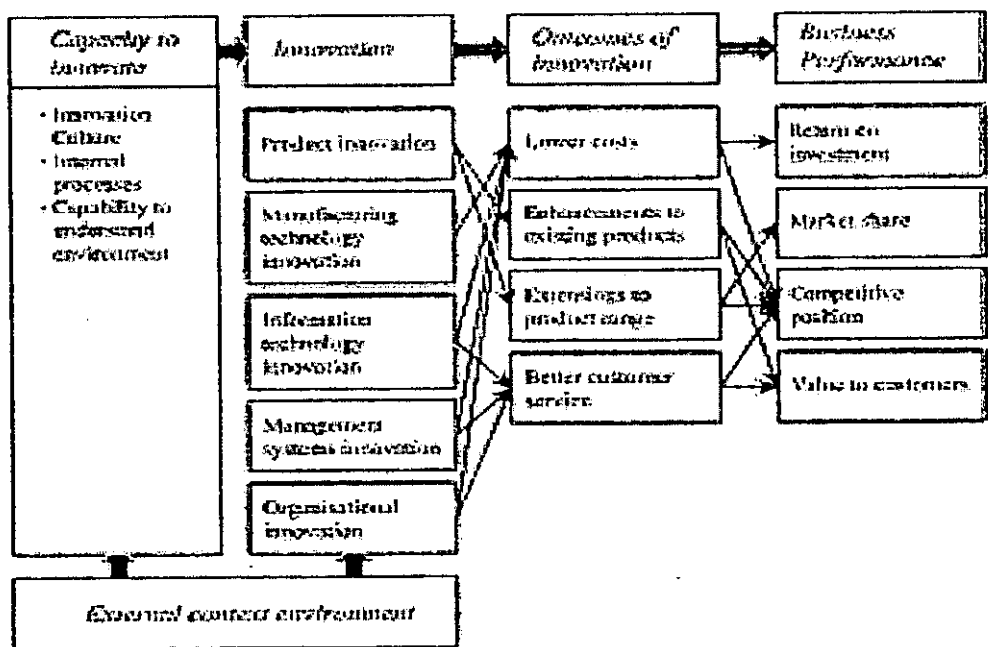 Capacity to
Innovate
Innovation
Outcomes of
Innovation
Business
Performance
• Innovation
Culture
• Internal
processes
• Capability to
understand
environment
Product innovation
Manufacturing
technology
innovation
Information
technology
innovation
Management
systems innovation
Organisational
innovation
Lower costs
Enhancements to
existing products
Extensions to
product range
Better customer
service
Return on
investment
Market share
Competitive
position
Value to customers
External context environment